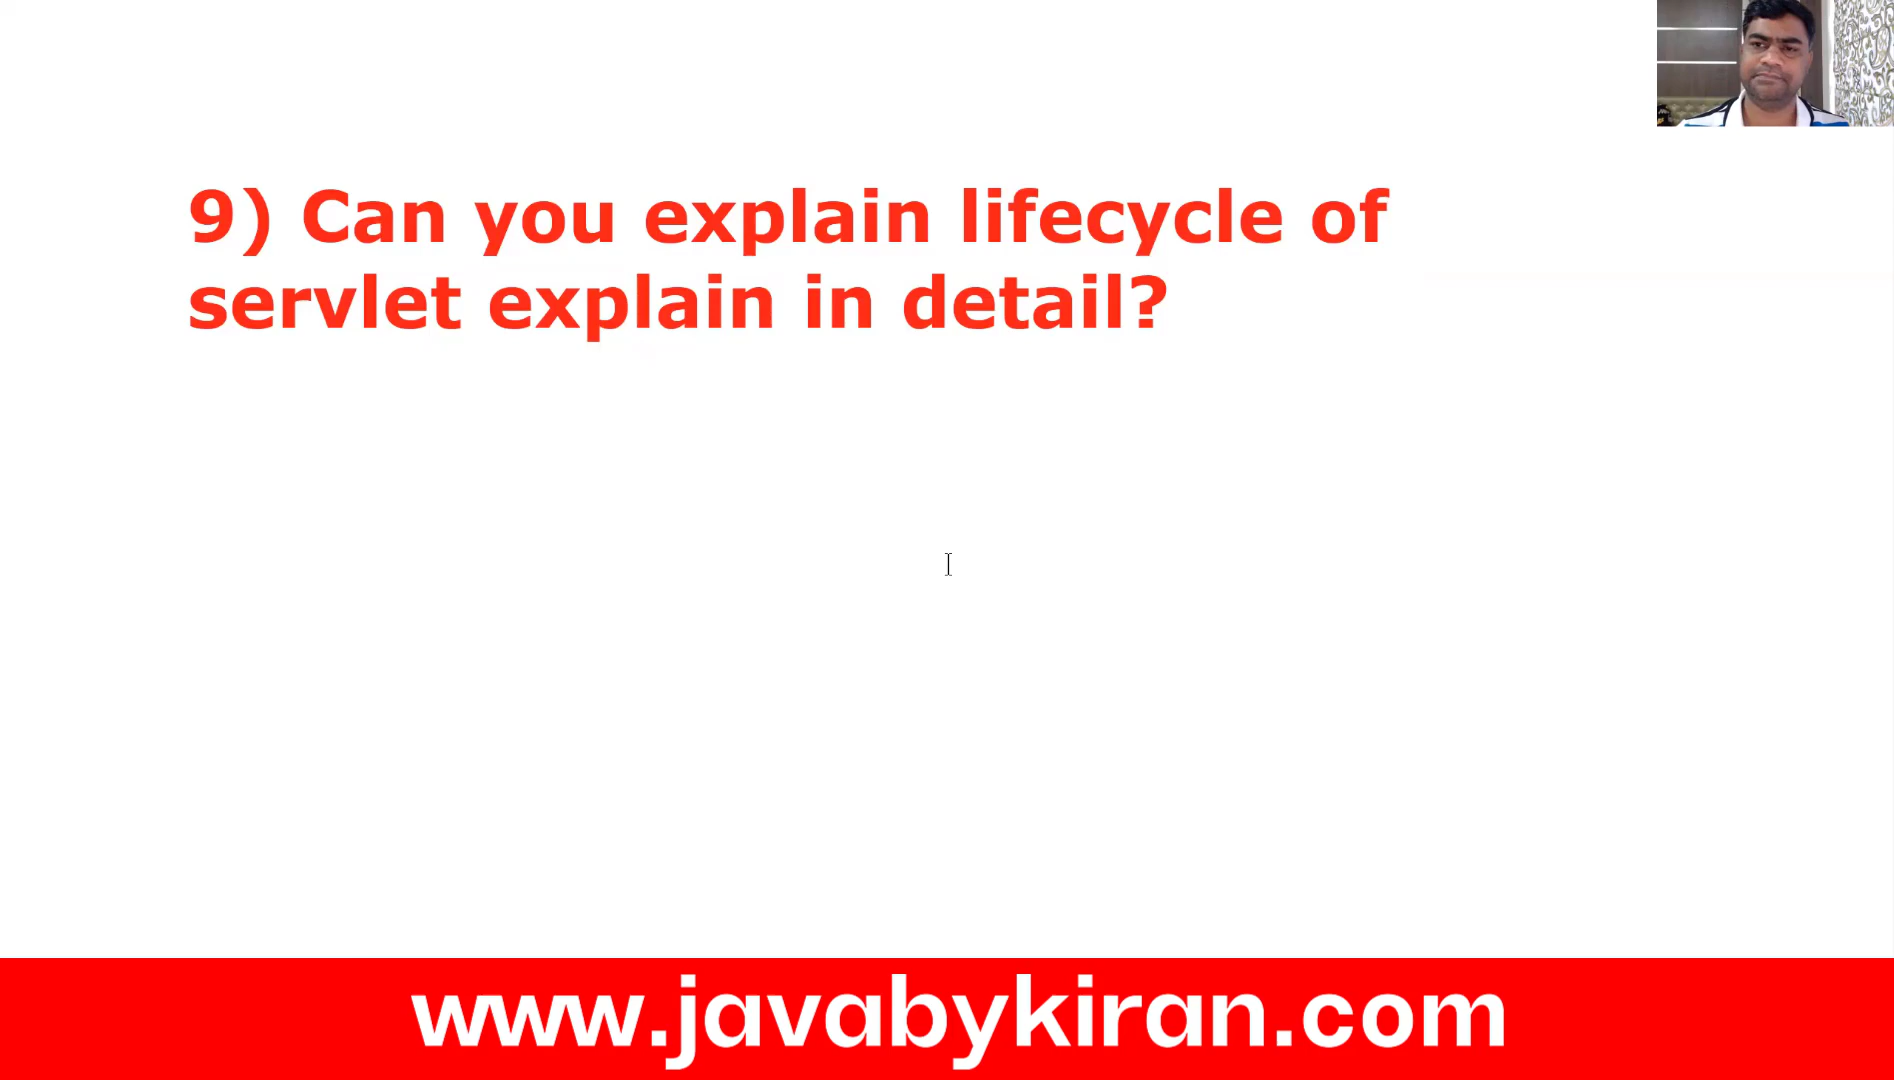 9) Can you explain lifecycle of
servlet explain in detail?
www.javabykiran.com